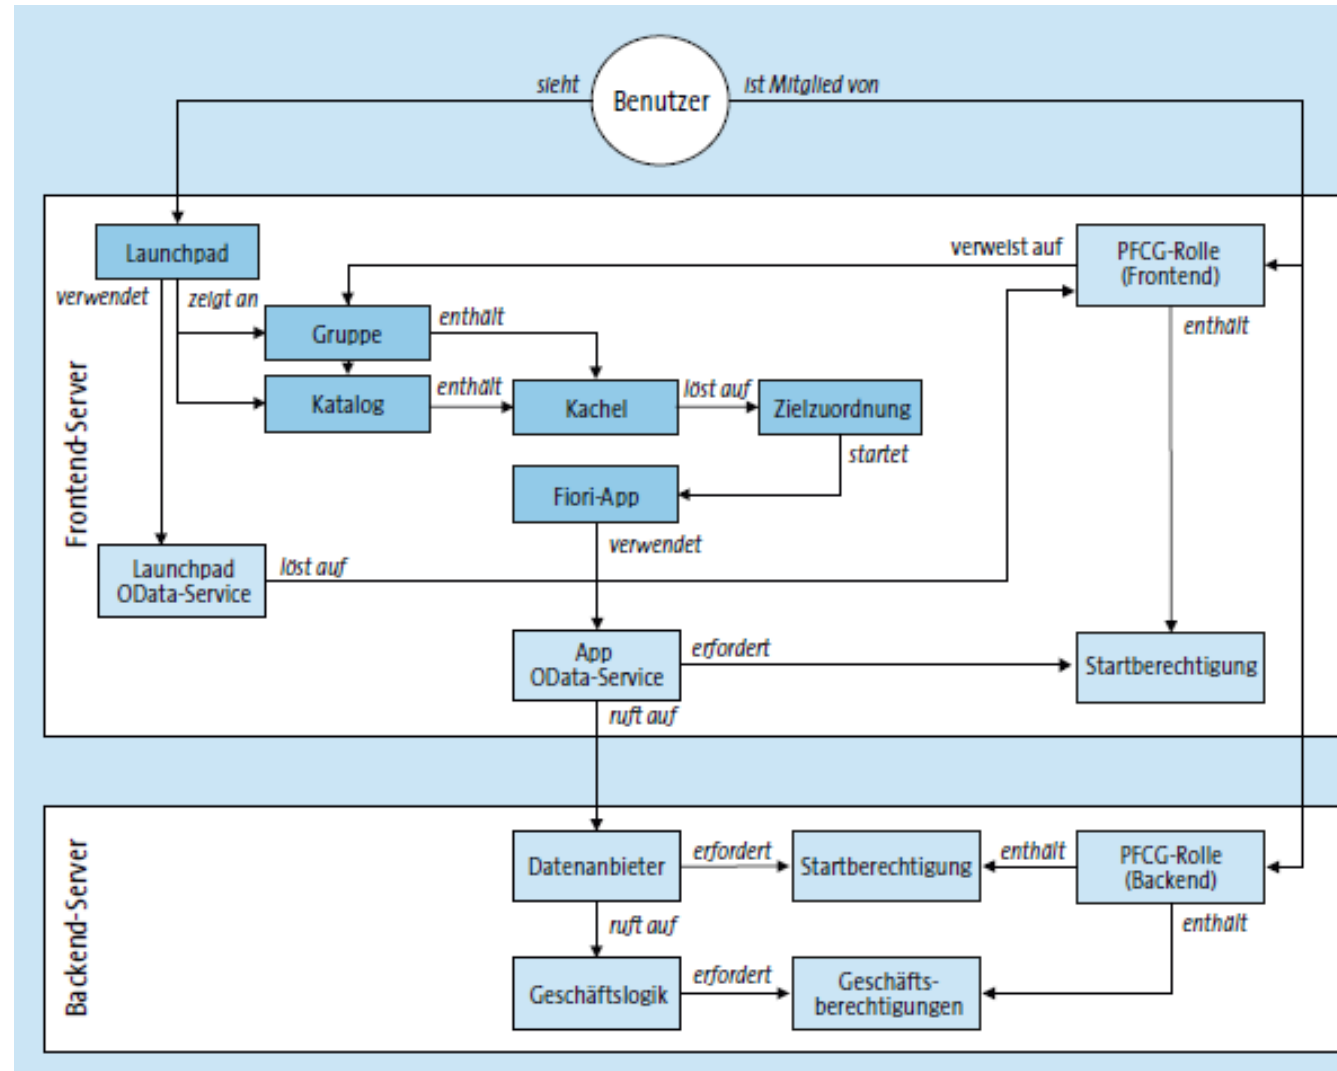 sieht
Benutzer
ist Mitglied von
Launchpad
verwendet
zeigt an
verweist auf
PFCG-Rolle
(Frontend)
enthält
Gruppe
enthält
Katalog
enthält
Kachel
löst auf
Zielzuordnung
startet
Fiori-App
verwendet
Frontend-Server
Launchpad
OData-Service
löst auf
App
OData-Service
erfordert
Startberechtigung
ruft auf
Backend-Server
Datenanbieter
erfordert
Startberechtigung
enthält
PFCG-Rolle
(Backend)
enthält
ruft auf
Geschäftslogik
erfordert
Geschäfts-
berechtigungen